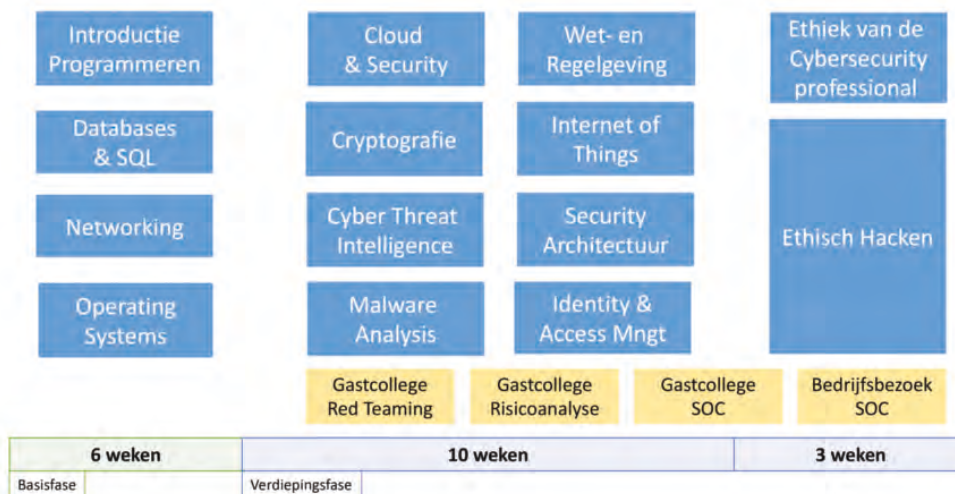 Introductie
Programmeren
Databases
& SQL
Networking
Operating
Systems
Cloud
& Security
Cryptografie
Cyber Threat
Intelligence
Malware
Analysis
Wet- en
Regelgeving
Internet of
Things
Security
Architectuur
Identity &
Access Mngt
Ethiek van de
Cybersecurity
professional
Ethisch Hacken
Gastcollege
Red Teaming
Gastcollege
Risicoanalyse
Gastcollege
SOC
Bedrijfsbezoek
SOC
6 weken
10 weken
3 weken
Basisfase
Verdiepingsfase